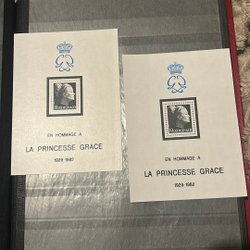 EN HOMMAGE A
LA PRINCESSE GRACE
1929-1982
EN HOMMAGE A
LA PRINCESSE GRACE
1929-1982